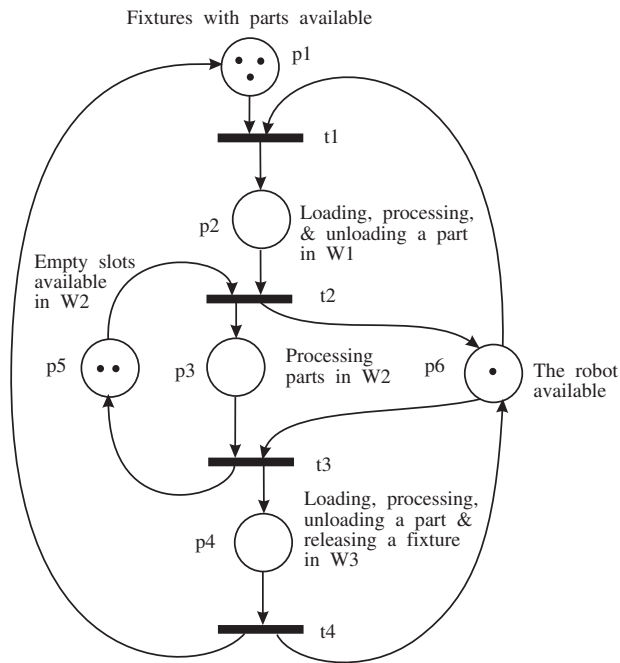 Fixtures with parts available
p1
t1
Loading, processing,
& unloading a part
in W1
p2
Empty slots
available
in W2
t2
p5
p3
Processing
parts in W2
p6
The robot
available
t3
Loading, processing,
unloading a part &
releasing a fixture
in W3
p4
t4